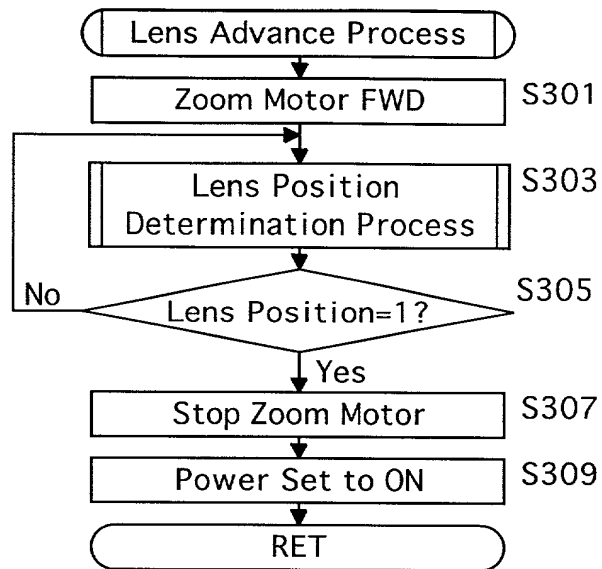 Lens Advance Process
Zoom Motor FWD S301
Lens Position S303
Determination Process
No Lens Position=1? S305
Yes
Stop Zoom Motor S307
Power Set to ON S309
RET